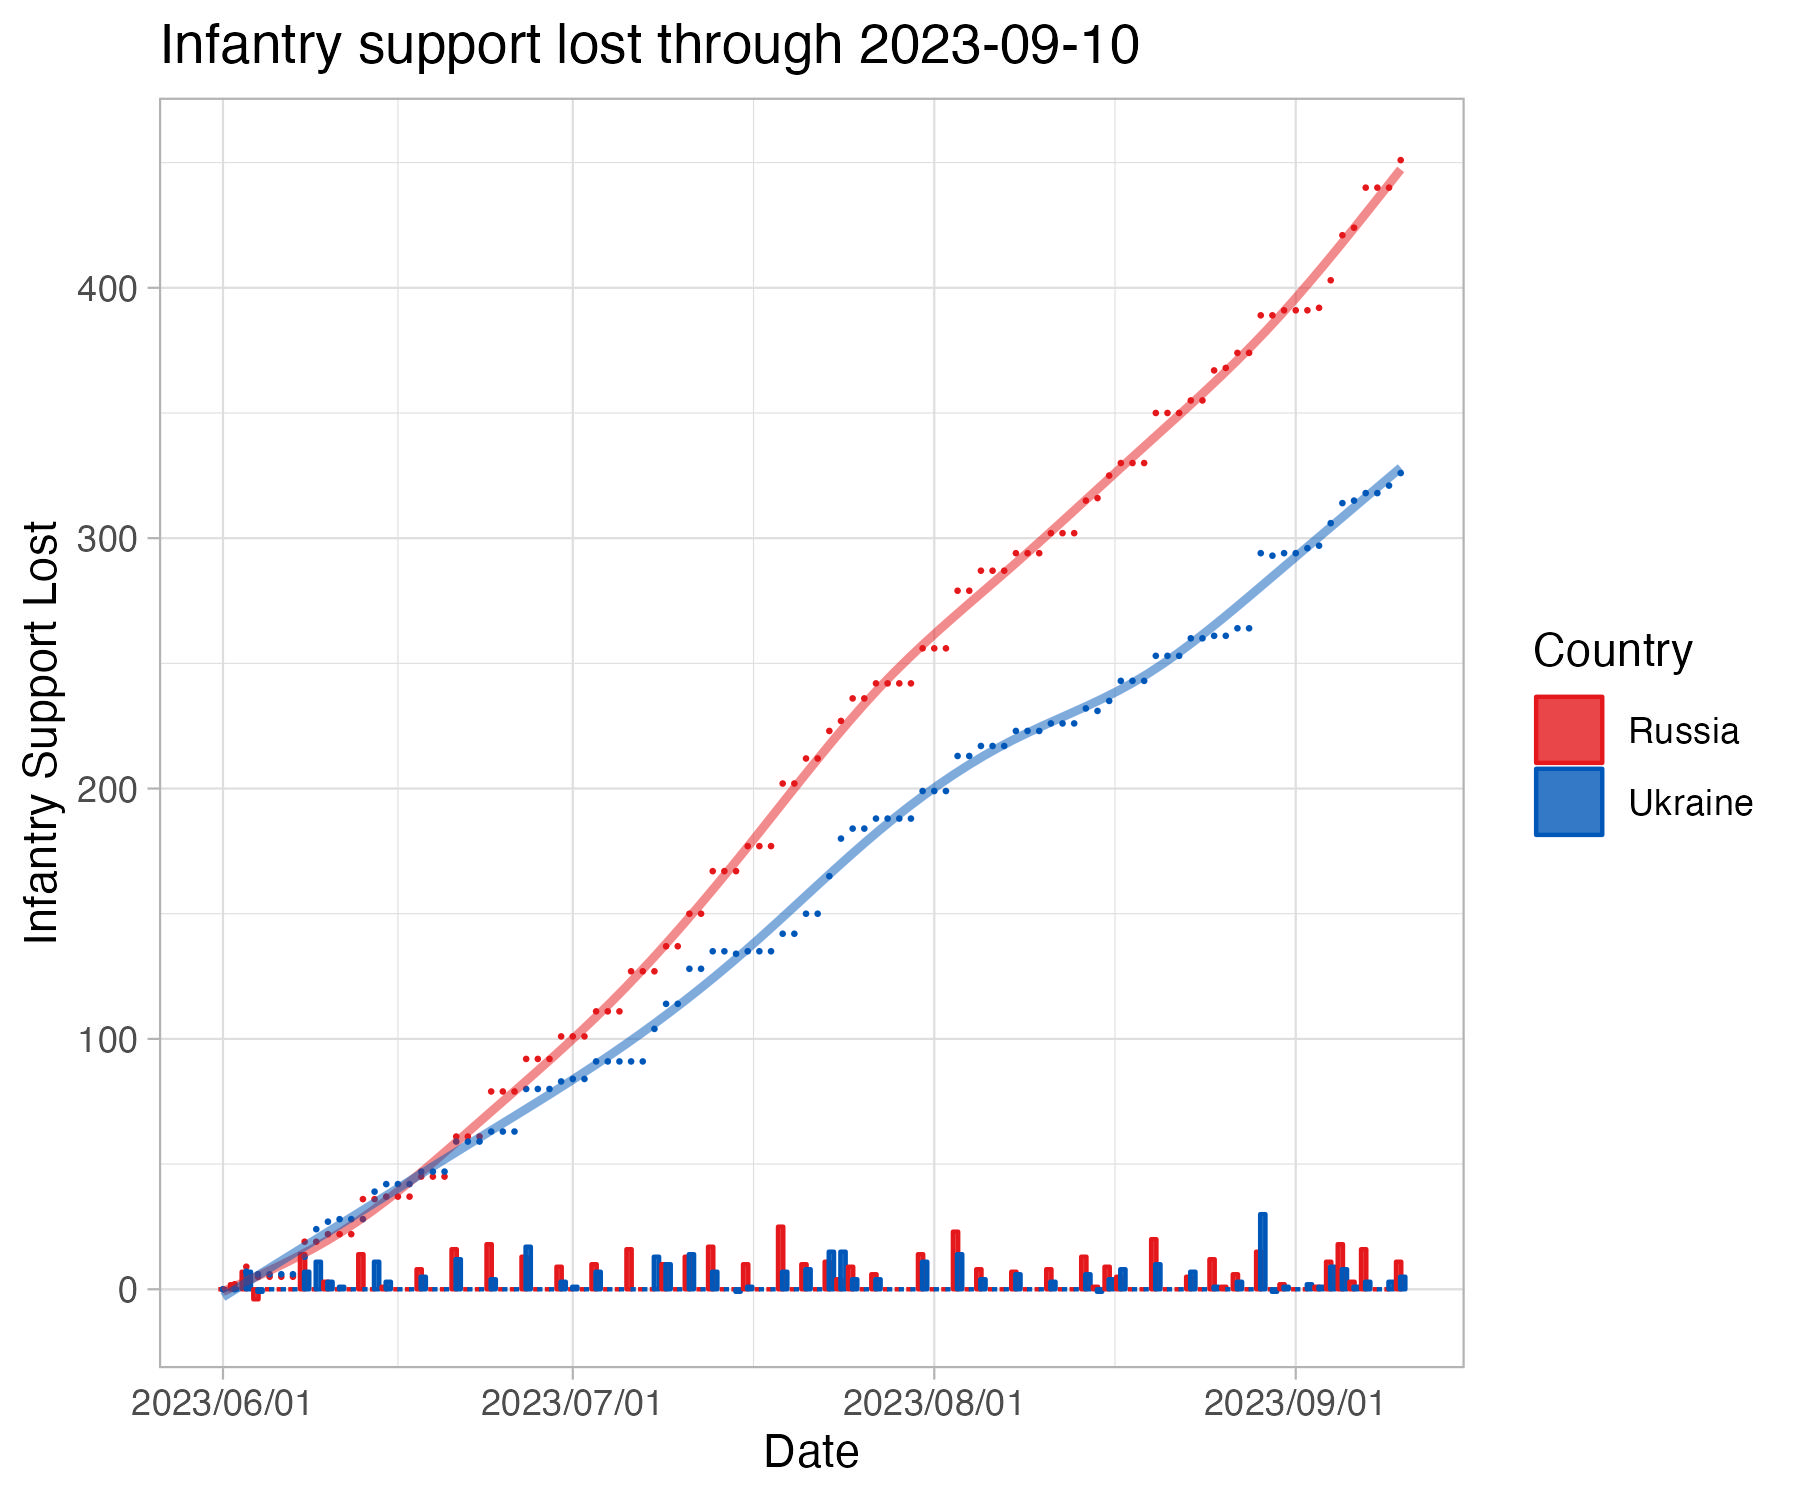 Infantry support lost through 2023-09-10
Infantry Support Lost
400
300
200
100
0
2023/06/01
2023/07/01
2023/08/01
2023/09/01
Date
Country
Russia
Ukraine